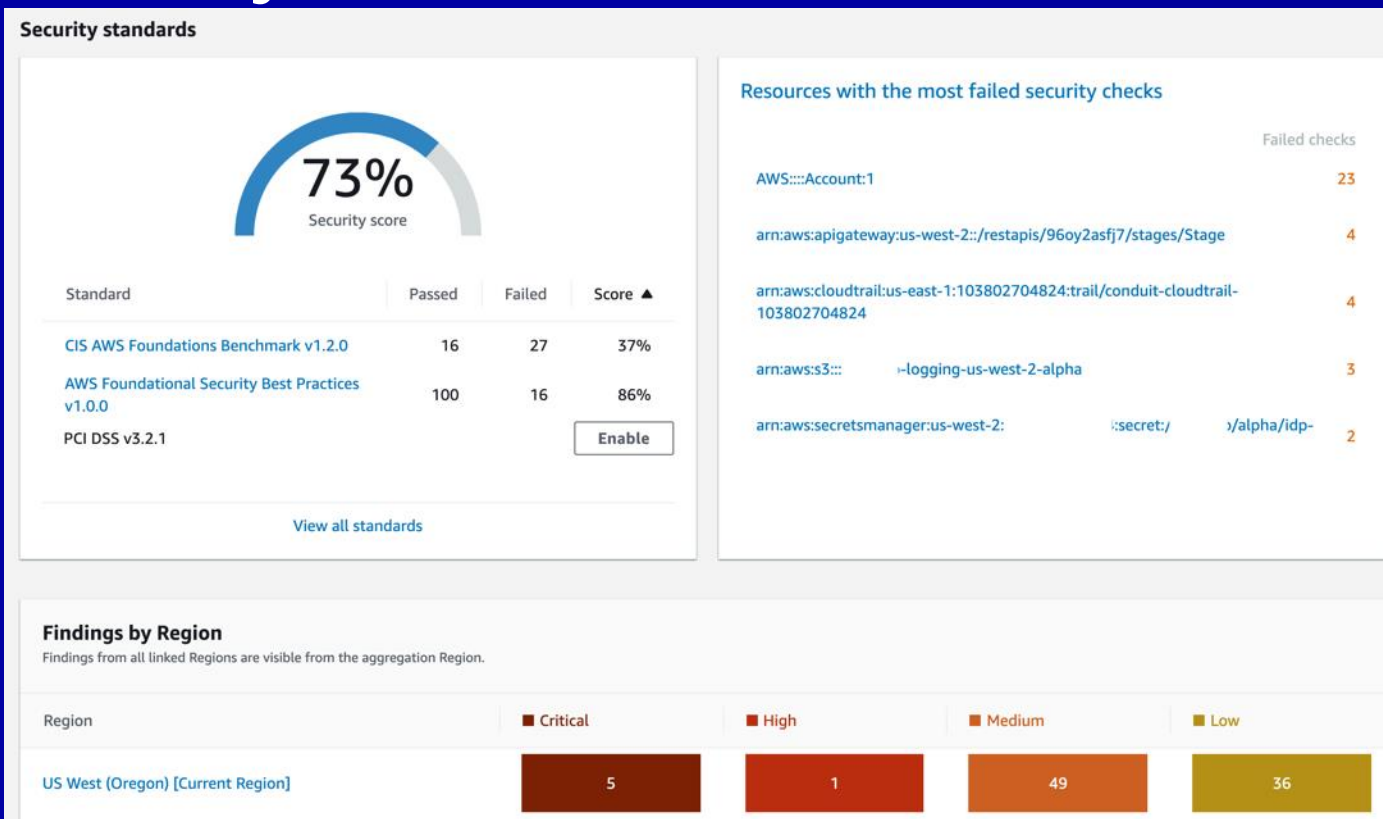 Security standards
73%
Security score
Standard Passed Failed Score ▲
CIS AWS Foundations Benchmark v1.2.0 16 27 37%
AWS Foundational Security Best Practices
v1.0.0 100 16 86%
PCI DSS v3.2.1 Enable
View all standards
Resources with the most failed security checks
Failed checks
AWS::::Account:1 23
arn:aws:apigateway:us-west-2::/restapis/96oy2asfj7/stages/Stage 4
arn:aws:cloudtrail:us-east-1:103802704824:trail/conduit-cloudtrail-
103802704824 4
arn:aws:s3::: -logging-us-west-2-alpha 3
arn:aws:secretsmanager:us-west-2: :secret:/ /alpha/idp- 2
Findings by Region
Findings from all linked Regions are visible from the aggregation Region.
Region Critical High Medium Low
US West (Oregon) [Current Region] 5 1 49 36